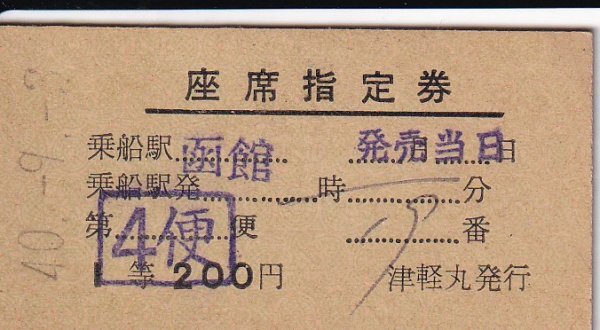 40.-9.-3
座席指定券
乗船駅 函館 発売当日 月 日
乗船駅発 時 分
第 4便 便 番
1等 200円 津軽丸発行